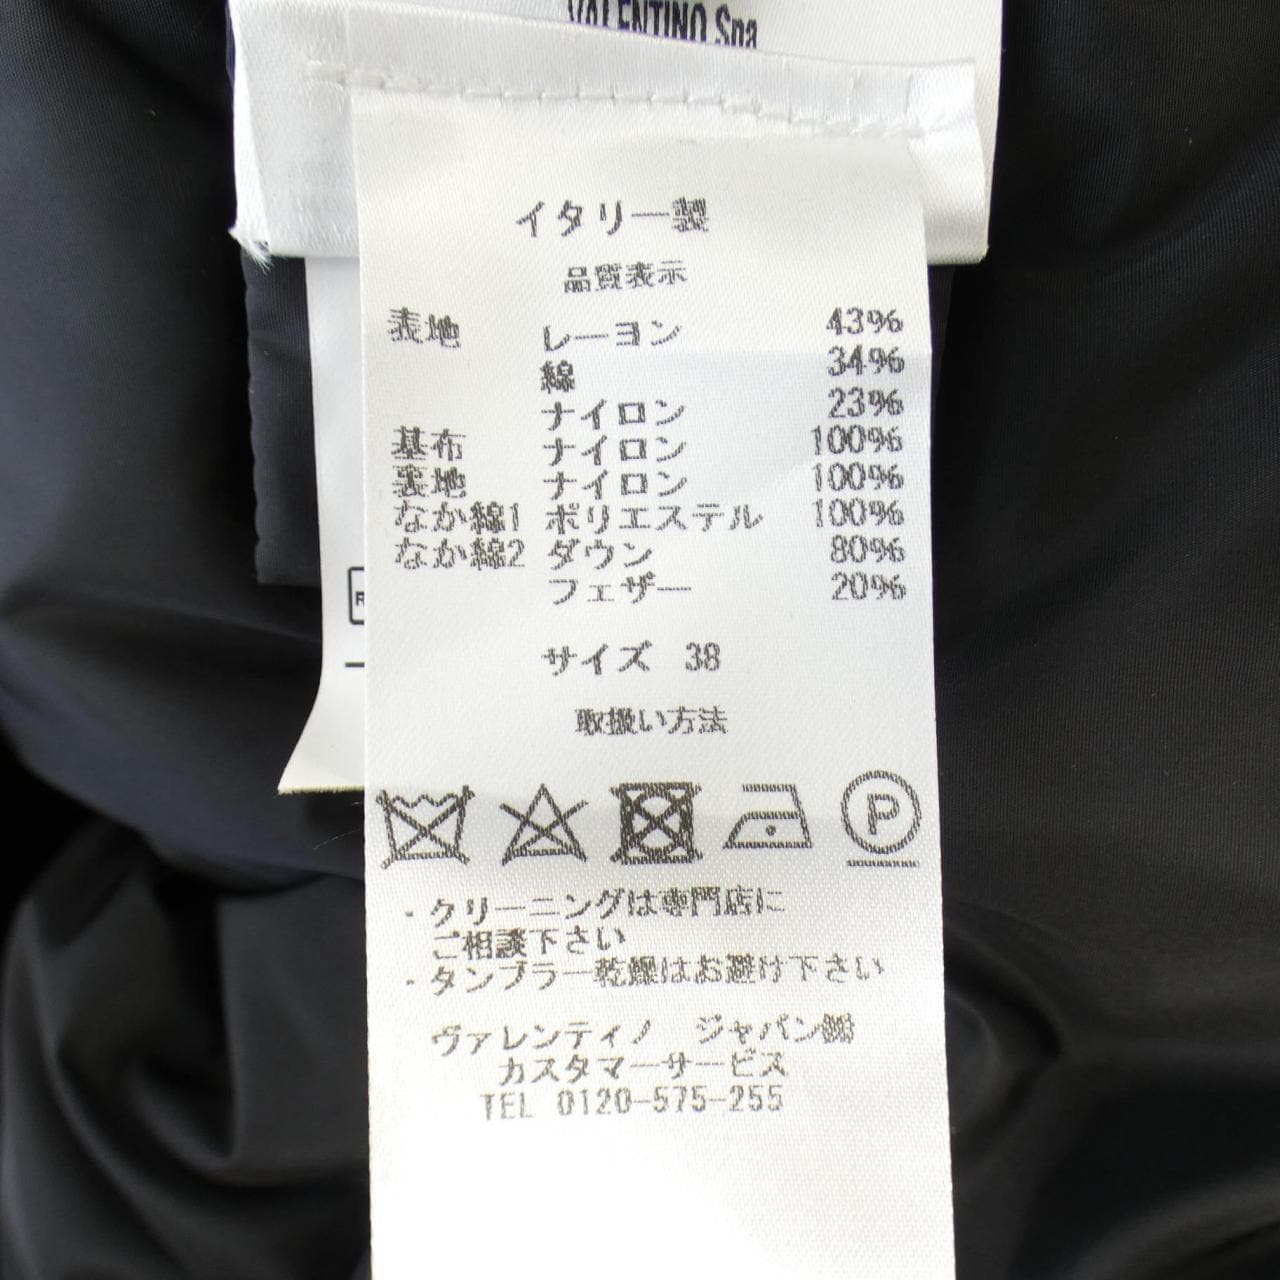 VALENTINO Spa
イタリー製
品質表示
表地 レーヨン 43%
綿 34%
ナイロン 23%
基布 ナイロン 100%
裏地 ナイロン 100%
なか綿1 ポリエステル 100%
なか綿2 ダウン 80%
フェザー 20%
サイズ 38
取扱い方法
P
・クリーニングは専門店に
ご相談下さい
・タンブラー乾燥はお避け下さい
ヴァレンティノ ジャパン㈱
カスタマーサービス
TEL 0120-575-255